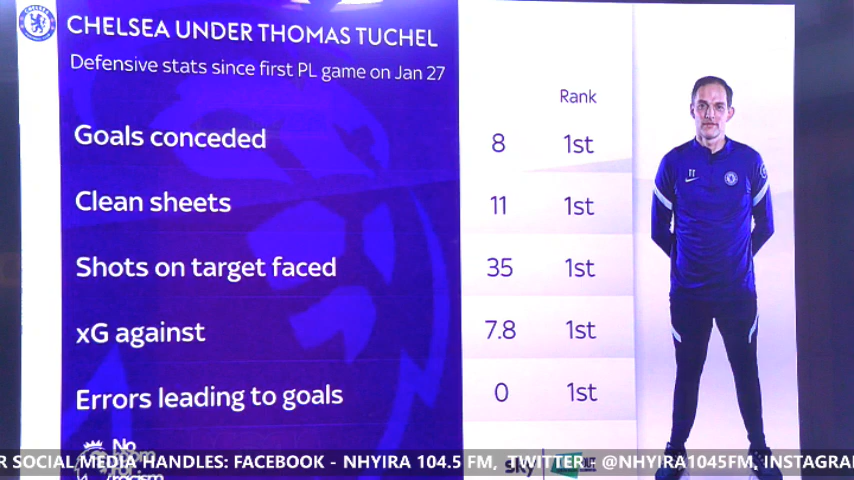 CHELSEA UNDER THOMAS TUCHEL
Defensive stats since first PL game on Jan 27
Rank
Goals conceded 8 1st
Clean sheets 11 1st
Shots on target faced 35 1st
xG against 7.8 1st
Errors leading to goals 0 1st
No
sky
R SOCIAL MEDIA HANDLES: FACEBOOK - NHYIRA 104.5 FM, TWITTER - @NHYIRA1045FM, INSTAGRA